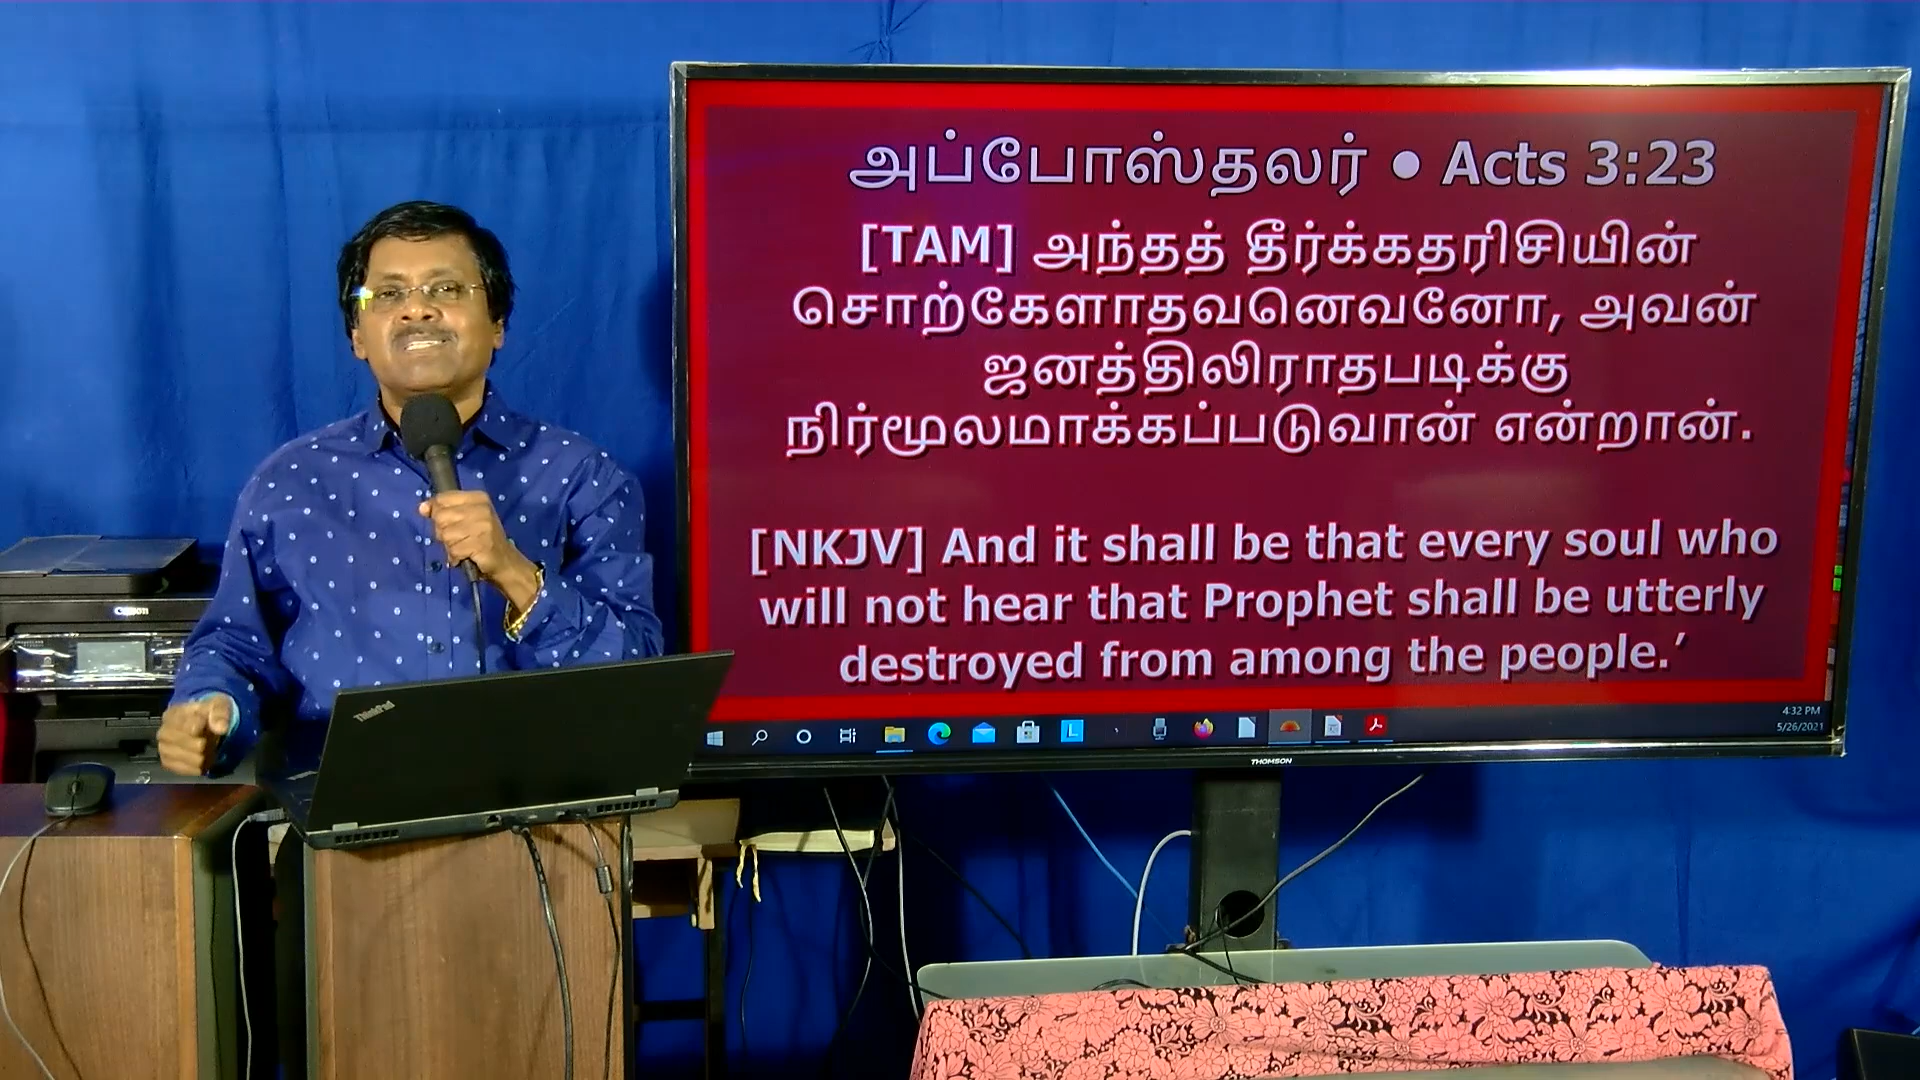 அப்போஸ்தலர் • Acts 3:23
[TAM] அந்தத் தீர்க்கதரிசியின்
சொற்கேளாதவனெவனோ, அவன்
ஜனத்திலிராதபடிக்கு
நிர்மூலமாக்கப்படுவான் என்றான்.
[NKJV] And it shall be that every soul who
will not hear that Prophet shall be utterly
destroyed from among the people.’
4:32 PM
5/26/2021
THOMSON
ThinkPad
Canon